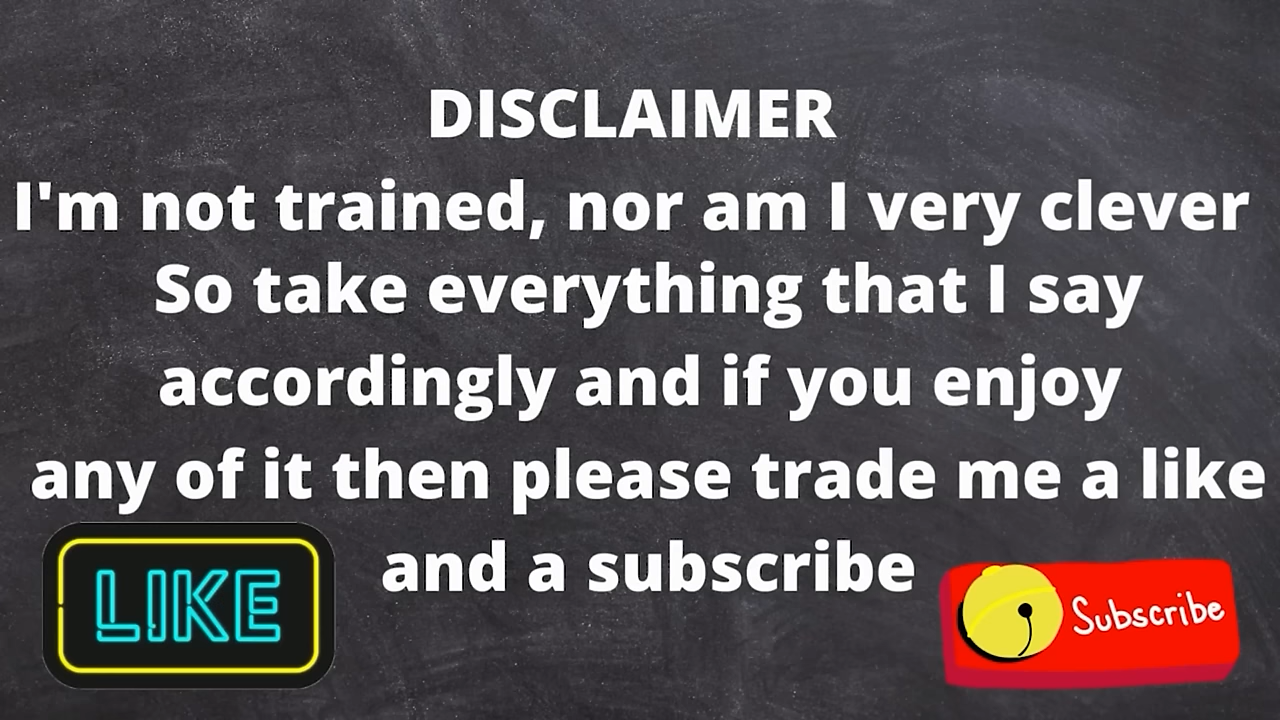 DISCLAIMER
I'm not trained, nor am I very clever
So take everything that I say
accordingly and if you enjoy
any of it then please trade me a like
and a subscribe
LIKE
Subscribe